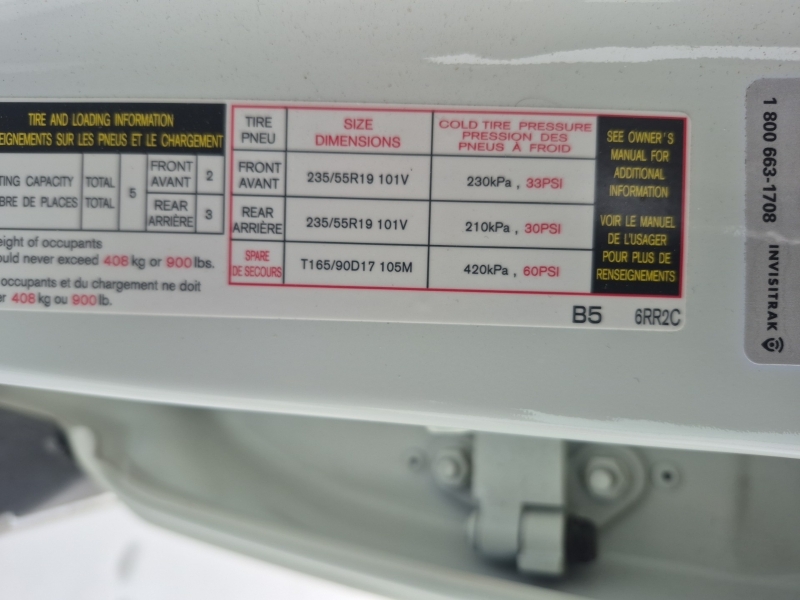 TIRE AND LOADING INFORMATION
SUR LES PNEUS ET LE CHARGEMENT
CAPACITY TOTAL 5 FRONT AVANT 2
DE PLACES TOTAL REAR ARRIÈRE 3
of occupants
never exceed 408 kg or 900 lbs.
occupants et du chargement ne doit
408 kg ou 900 lb.
TIRE PNEU SIZE DIMENSIONS COLD TIRE PRESSURE PRESSION DES PNEUS À FROID
FRONT AVANT 235/55R19 101V 230kPa , 33PSI
REAR ARRIÈRE 235/55R19 101V 210kPa , 30PSI
SPARE DE SECOURS T165/90D17 105M 420kPa , 60PSI
SEE OWNER'S
MANUAL FOR
ADDITIONAL
INFORMATION
VOIR LE MANUEL
DE L'USAGER
POUR PLUS DE
RENSEIGNEMENTS
B5 6RR2C
1 800 663-1708 INVISITRAK